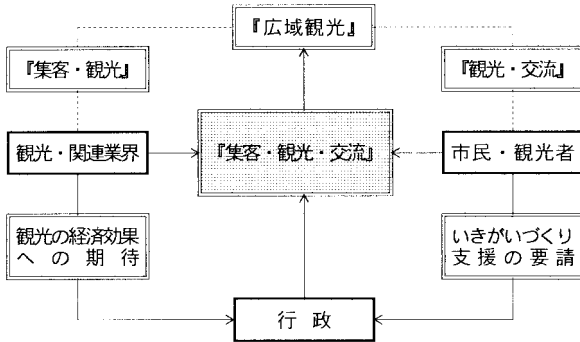 『広域観光』
『集客・観光』
『観光・交流』
観光・関連業界
『集客・観光・交流』
市民・観光者
観光の経済効果
への期待
いきがいづくり
支援の要請
行政